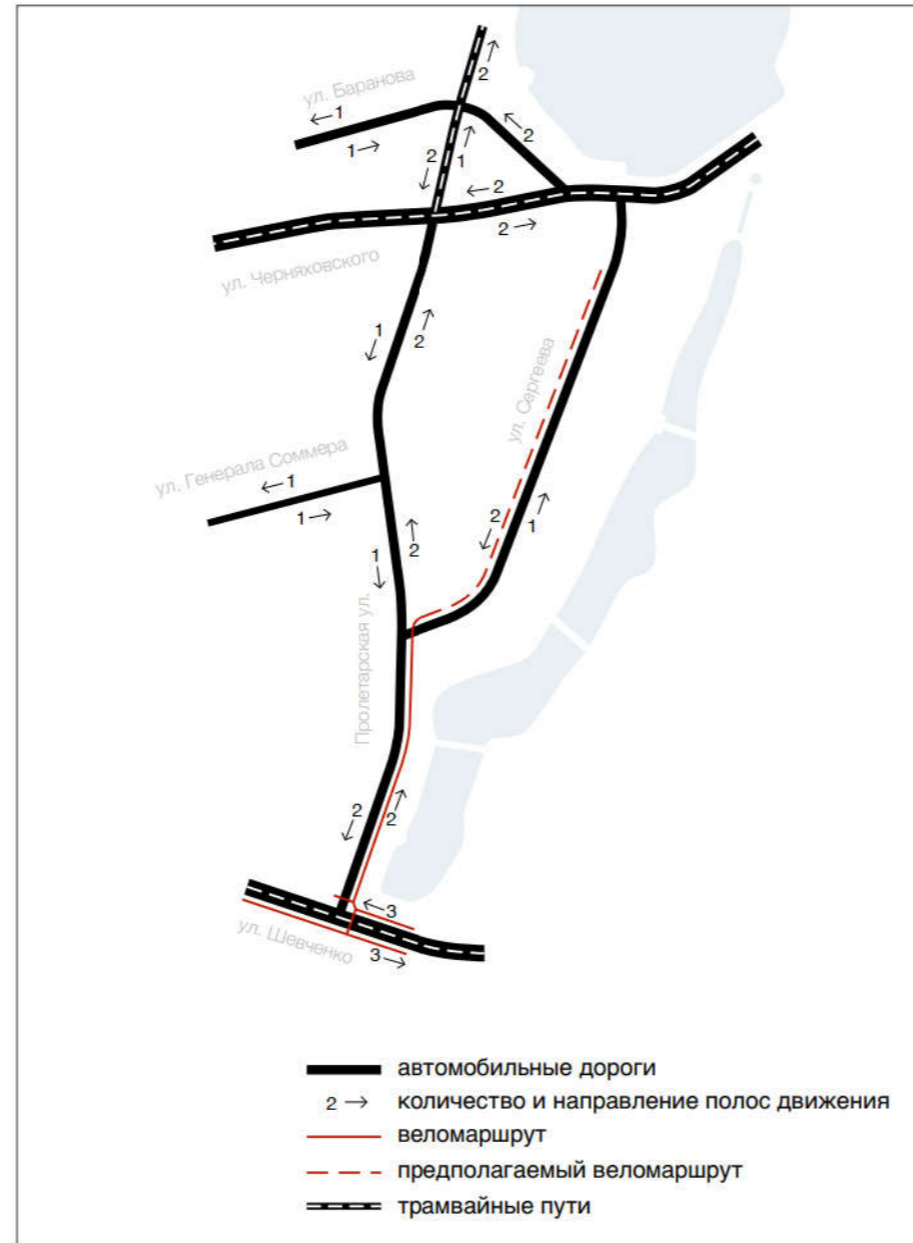 2 →
ул. Баранова
← 1
1 →
← 2
2
1
← 2
2 →
ул. Черняховского
1
2
ул. Сергеева
ул. Генерала Соммера
← 1
1 →
2
1
1
2
Пролетарская ул.
2
2
← 3
ул. Шевченко
3 →
автомобильные дороги
2 → количество и направление полос движения
веломаршрут
предполагаемый веломаршрут
трамвайные пути